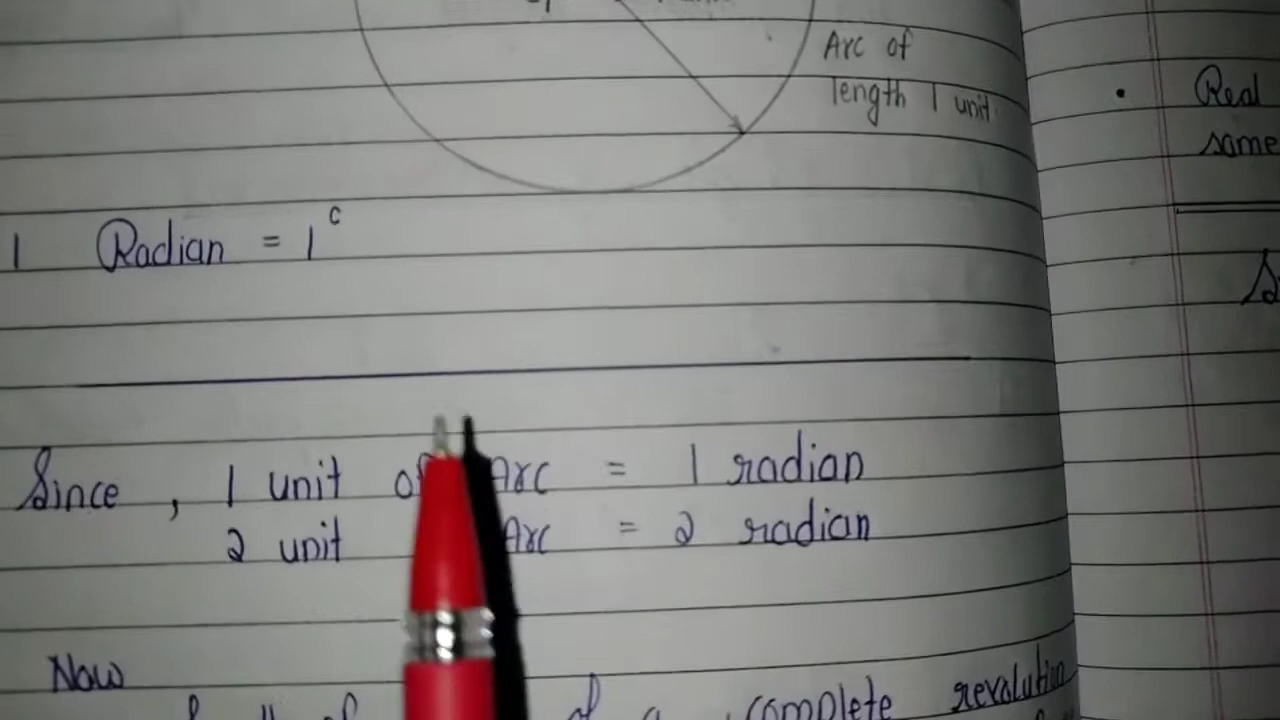 Arc of
length 1 unit
1 Radian = 1ᶜ
Since , 1 unit of Arc = 1 radian
2 unit Arc = 2 radian
Now
a complete revolution
• Real
same